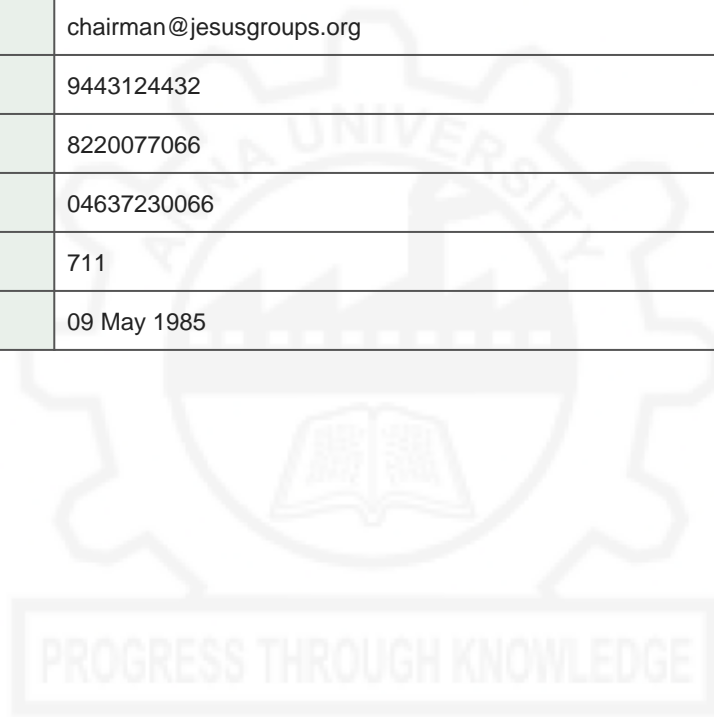 chairman@jesusgroups.org
9443124432
8220077066
04637230066
711
09 May 1985
ANNA UNIVERSITY
PROGRESS THROUGH KNOWLEDGE